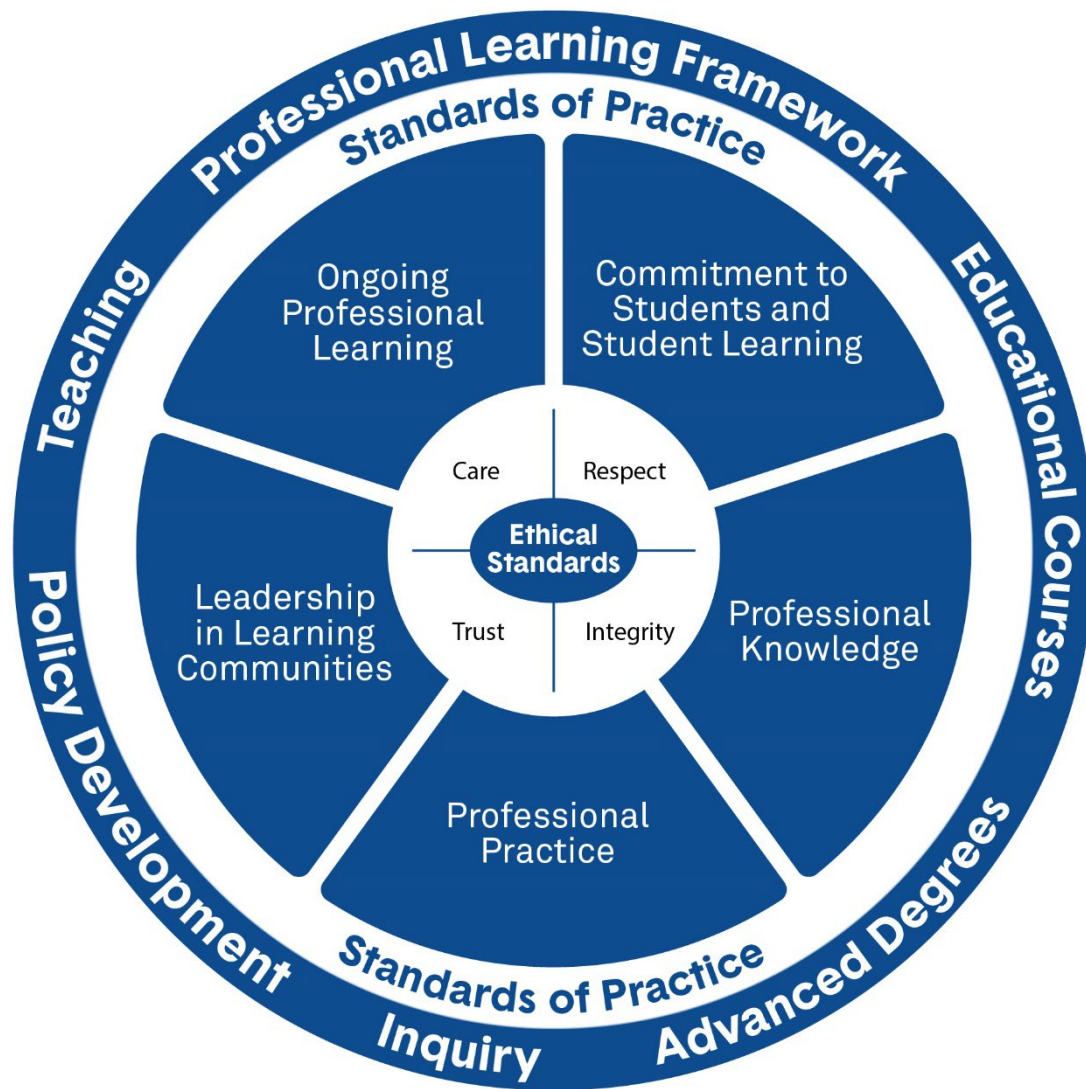 Professional Learning Framework
Educational Courses
Advanced Degrees
Inquiry
Policy Development
Teaching
Standards of Practice
Ongoing
Professional
Learning
Commitment to
Students and
Student Learning
Professional
Knowledge
Professional
Practice
Leadership
in Learning
Communities
Care
Respect
Ethical
Standards
Trust
Integrity
Standards of Practice